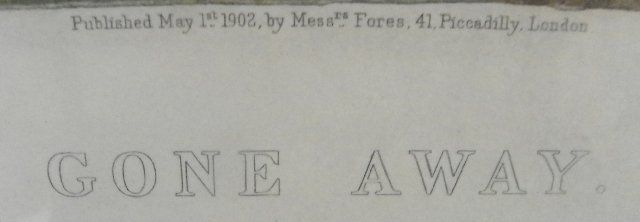 Published May 1st 1902, by Messrs Fores, 41, Piccadilly, London
GONE AWAY.